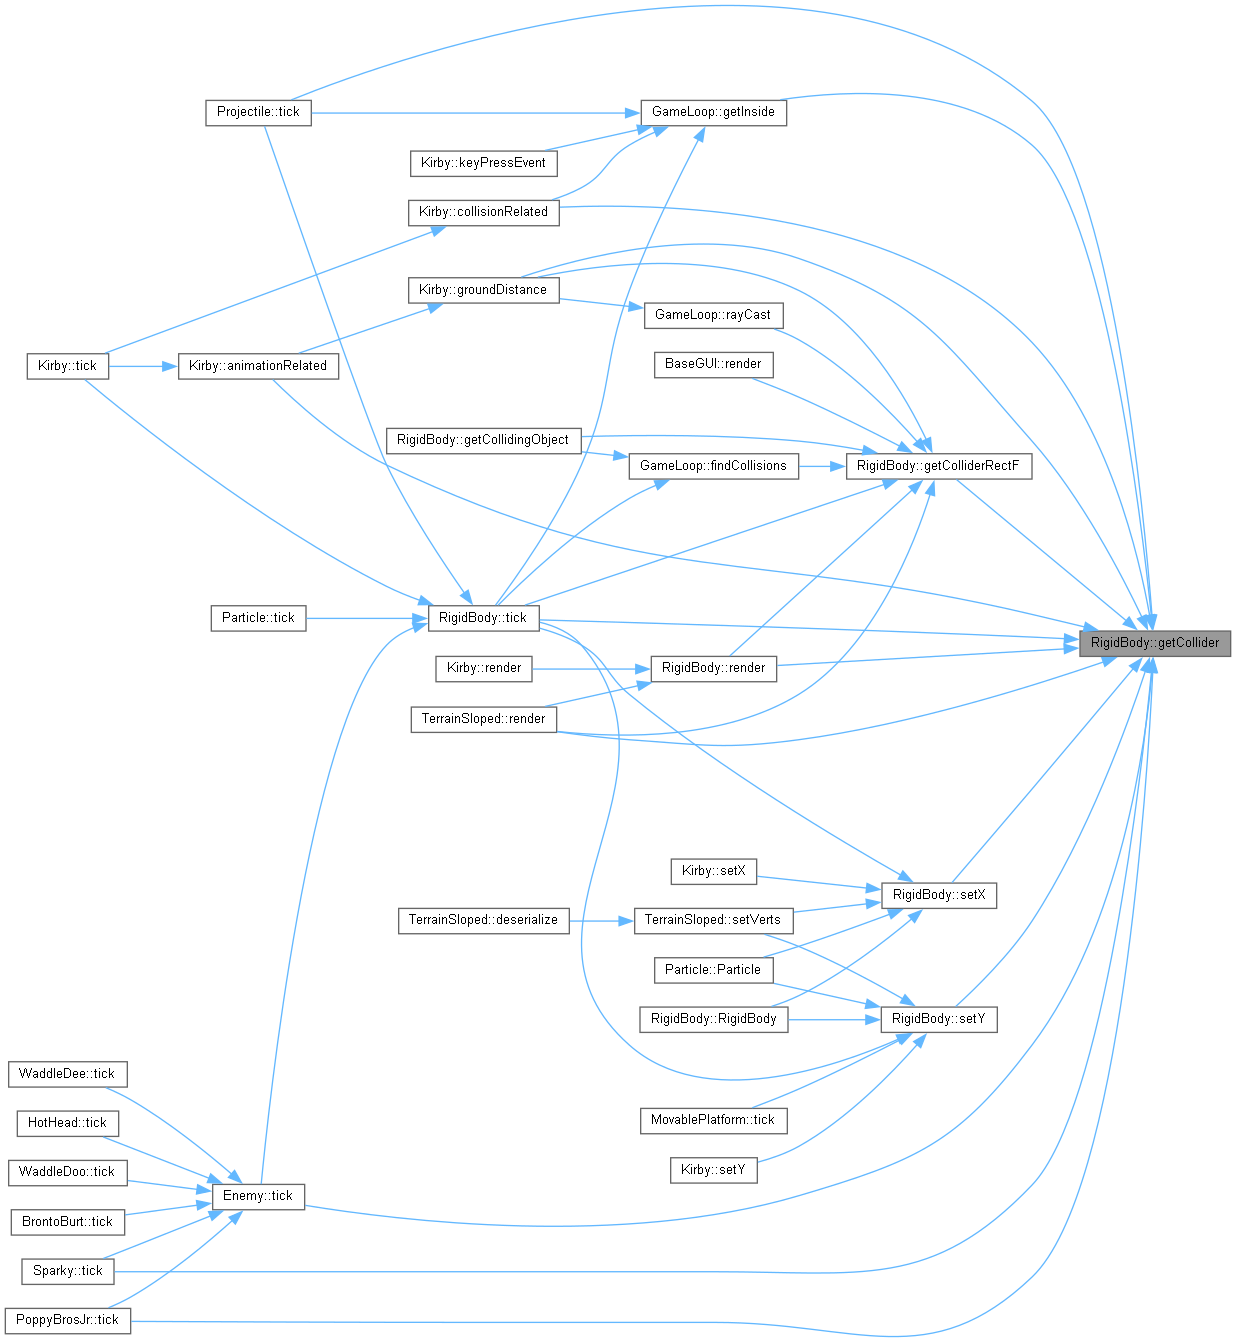 Projectile::tick
GameLoop::getInside
Kirby::keyPressEvent
Kirby::collisionRelated
Kirby::groundDistance
GameLoop::rayCast
Kirby::tick
Kirby::animationRelated
BaseGUI::render
RigidBody::getCollidingObject
GameLoop::findCollisions
RigidBody::getColliderRectF
Particle::tick
RigidBody::tick
RigidBody::getCollider
Kirby::render
RigidBody::render
TerrainSloped::render
Kirby::setX
RigidBody::setX
TerrainSloped::deserialize
TerrainSloped::setVerts
Particle::Particle
RigidBody::RigidBody
RigidBody::setY
WaddleDee::tick
MovablePlatform::tick
HotHead::tick
WaddleDoo::tick
Kirby::setY
Enemy::tick
BrontoBurt::tick
Sparky::tick
PoppyBrosJr::tick